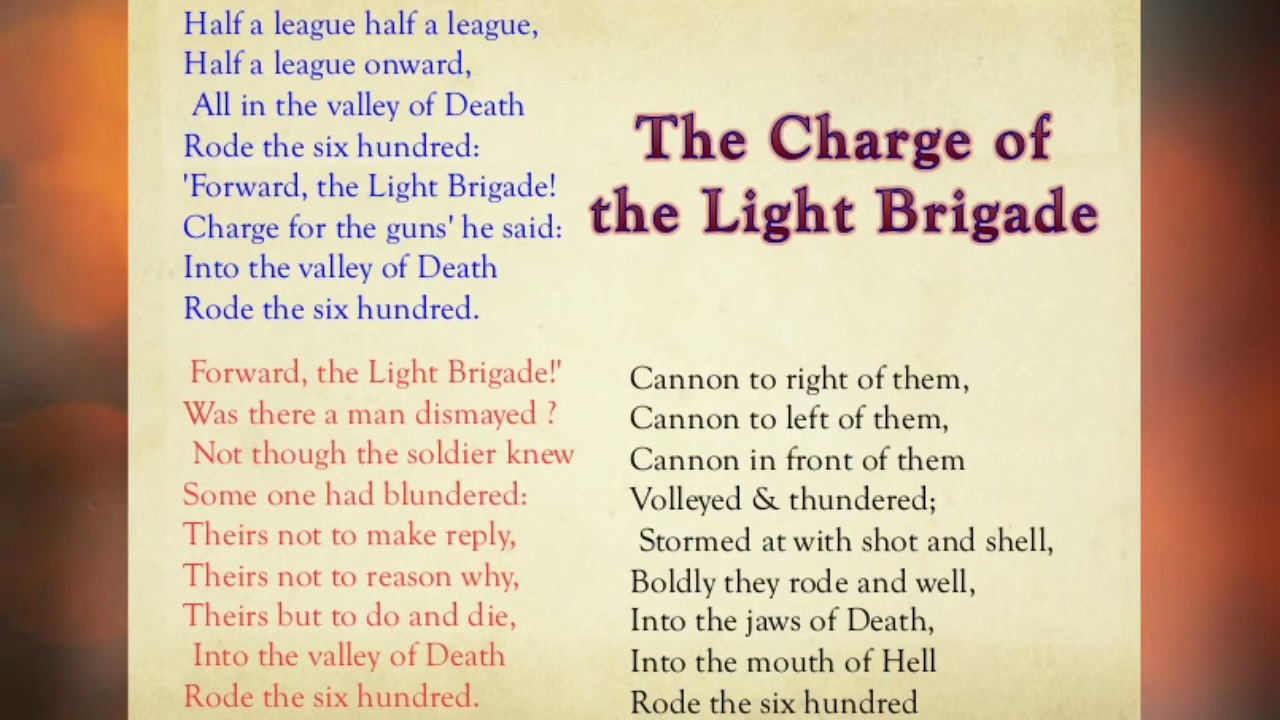 Half a league half a league,
Half a league onward,
All in the valley of Death
Rode the six hundred:
'Forward, the Light Brigade!
Charge for the guns' he said:
Into the valley of Death
Rode the six hundred.
The Charge of
the Light Brigade
Forward, the Light Brigade!'
Was there a man dismayed ?
Not though the soldier knew
Some one had blundered:
Theirs not to make reply,
Theirs not to reason why,
Theirs but to do and die,
Into the valley of Death
Rode the six hundred.
Cannon to right of them,
Cannon to left of them,
Cannon in front of them
Volleyed & thundered;
Stormed at with shot and shell,
Boldly they rode and well,
Into the jaws of Death,
Into the mouth of Hell
Rode the six hundred